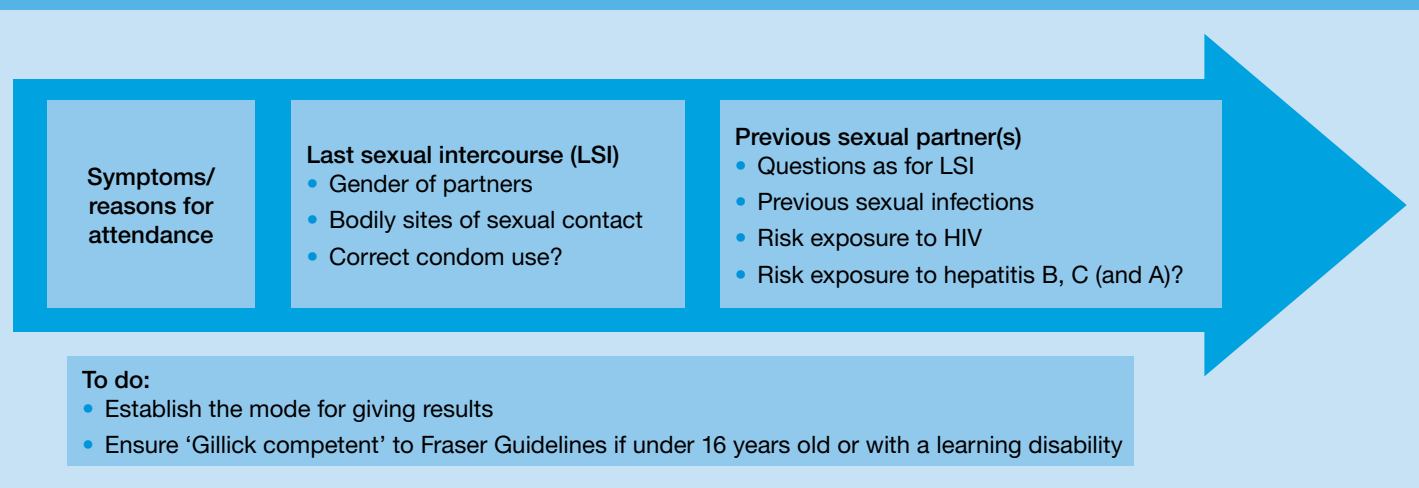 Symptoms/
reasons for
attendance
Last sexual intercourse (LSI)
• Gender of partners
• Bodily sites of sexual contact
• Correct condom use?
Previous sexual partner(s)
• Questions as for LSI
• Previous sexual infections
• Risk exposure to HIV
• Risk exposure to hepatitis B, C (and A)?
To do:
• Establish the mode for giving results
• Ensure ‘Gillick competent’ to Fraser Guidelines if under 16 years old or with a learning disability